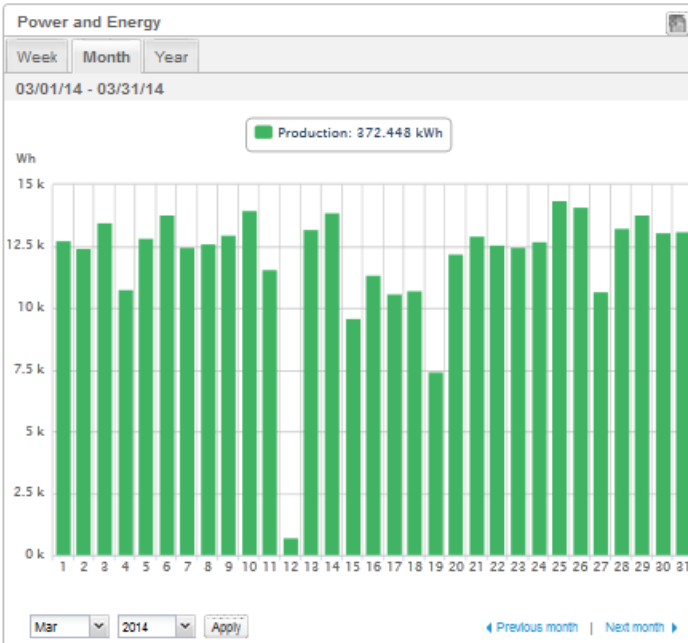 Power and Energy
Week Month Year
03/01/14 - 03/31/14
Production: 372.448 kWh
Wh
15 k
12.5 k
10 k
7.5 k
5 k
2.5 k
0 k
1 2 3 4 5 6 7 8 9 10 11 12 13 14 15 16 17 18 19 20 21 22 23 24 25 26 27 28 29 30 31
Mar 2014 Apply Previous month | Next month